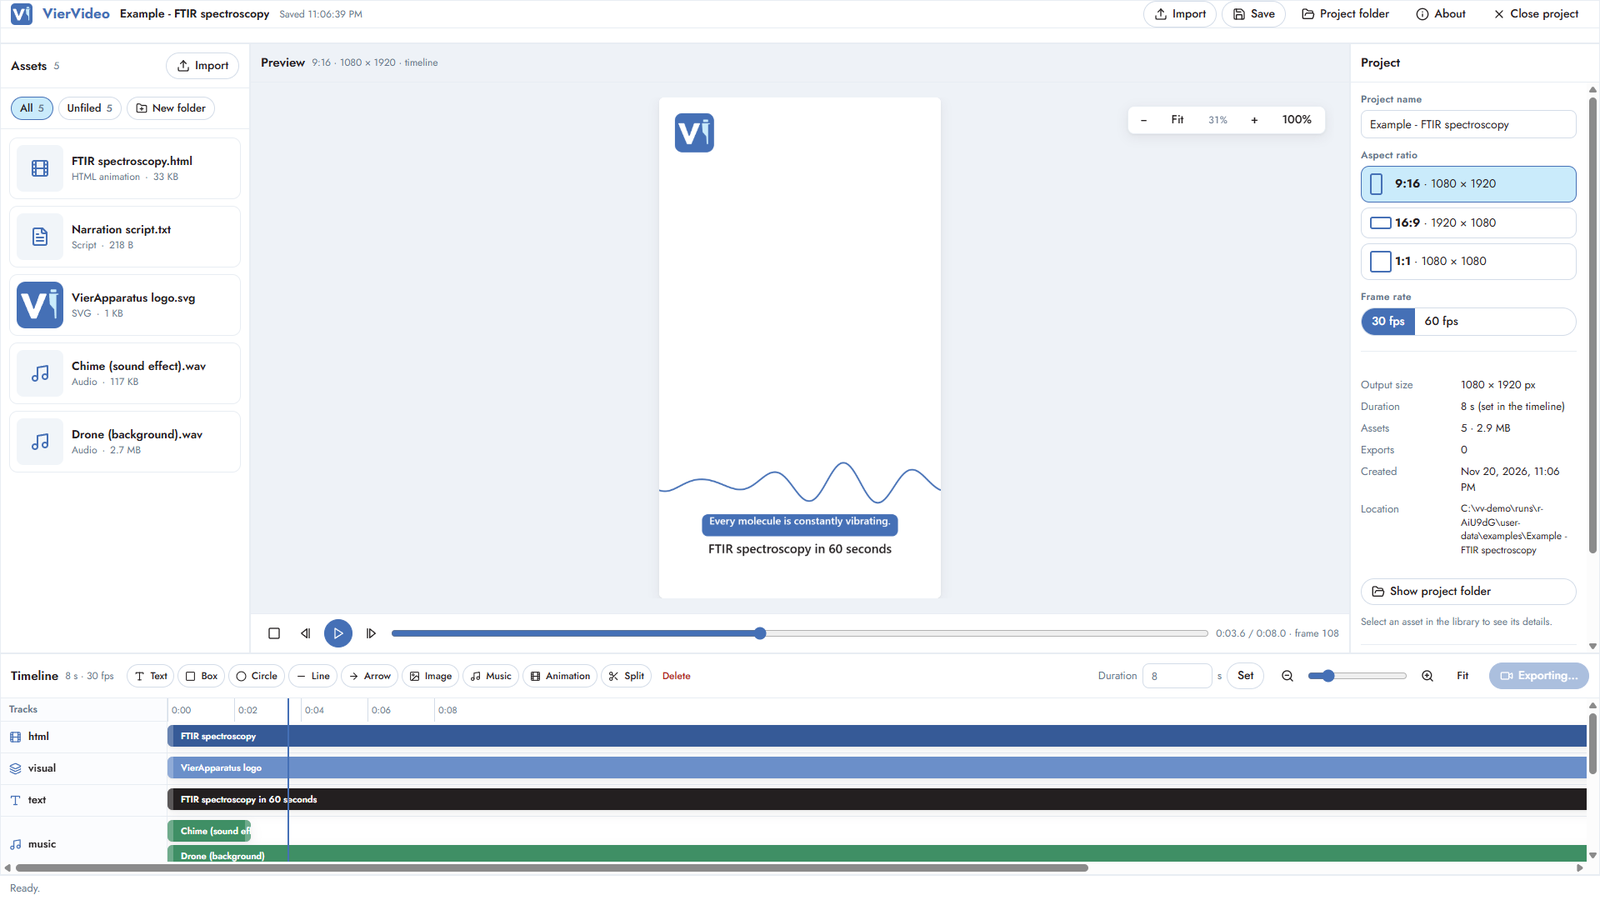 Vi VierVideo Example - FTIR spectroscopy Saved 11:06:39 PM Import Save Project folder About Close project
Assets 5 Import
All 5 Unfiled 5 New folder
FTIR spectroscopy.html
HTML animation · 33 KB
Narration script.txt
Script · 218 B
Vi
VierApparatus logo.svg
SVG · 1 KB
Chime (sound effect).wav
Audio · 117 KB
Drone (background).wav
Audio · 2.7 MB
Preview 9:16 · 1080 × 1920 · timeline
Vi
− Fit 31% + 100%
Every molecule is constantly vibrating.
FTIR spectroscopy in 60 seconds
0:03.6 / 0:08.0 · frame 108
Project
Project name
Example - FTIR spectroscopy
Aspect ratio
9:16 · 1080 × 1920
16:9 · 1920 × 1080
1:1 · 1080 × 1080
Frame rate
30 fps 60 fps
Output size 1080 × 1920 px
Duration 8 s (set in the timeline)
Assets 5 · 2.9 MB
Exports 0
Created Nov 20, 2026, 11:06
PM
Location C:\vv-demo\runs\r-
AiU9dG\user-
data\examples\Example -
FTIR spectroscopy
Show project folder
Select an asset in the library to see its details.
Timeline 8 s · 30 fps Text Box Circle Line Arrow Image Music Animation Split Delete Duration 8 s Set Fit Exporting...
Tracks 0:00 0:02 0:04 0:06 0:08
html FTIR spectroscopy
visual VierApparatus logo
text FTIR spectroscopy in 60 seconds
music Chime (sound eff
Drone (background)
Ready.